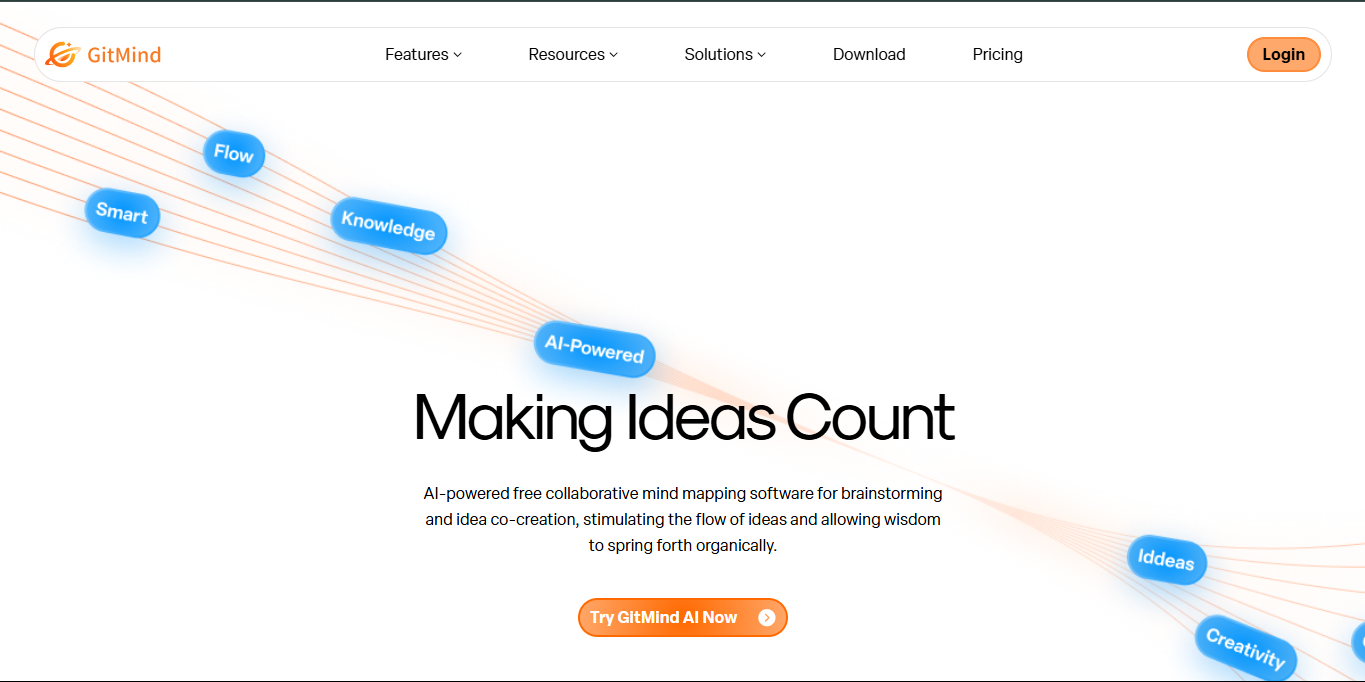 GitMind
Features
Resources
Solutions
Download
Pricing
Login
Flow
Smart
Knowledge
AI-Powered
Making Ideas Count
AI-powered free collaborative mind mapping software for brainstorming
and idea co-creation, stimulating the flow of ideas and allowing wisdom
to spring forth organically.
Iddeas
Try GitMind AI Now
Creativity